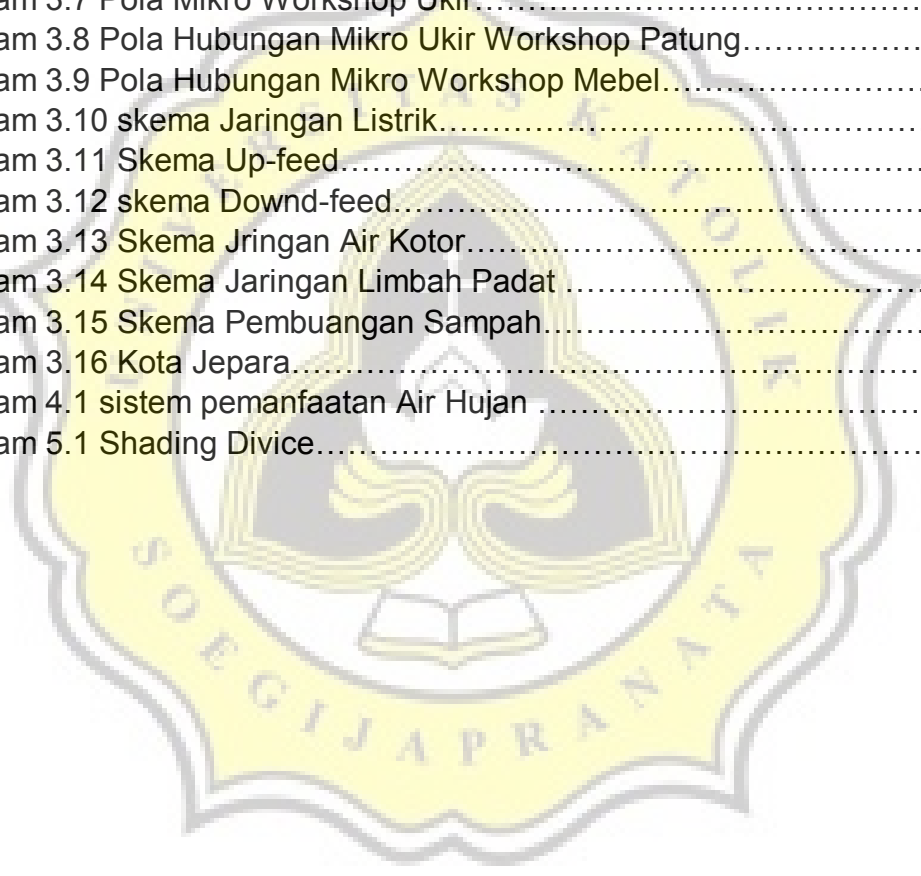 am 3.7 Pola Mikro Workshop Ukir……………………………………………
am 3.8 Pola Hubungan Mikro Ukir Workshop Patung…………………
am 3.9 Pola Hubungan Mikro Workshop Mebel…………………………
am 3.10 skema Jaringan Listrik………………………………………………
am 3.11 Skema Up-feed………………………………………………………
am 3.12 skema Downd-feed…………………………………………………
am 3.13 Skema Jringan Air Kotor……………………………………………
am 3.14 Skema Jaringan Limbah Padat …………………………………
am 3.15 Skema Pembuangan Sampah……………………………………
am 3.16 Kota Jepara……………………………………………………………
am 4.1 sistem pemanfaatan Air Hujan ……………………………………
am 5.1 Shading Divice…………………………………………………………
UNIVERSITAS KATOLIK
SOEGIJAPRANATA